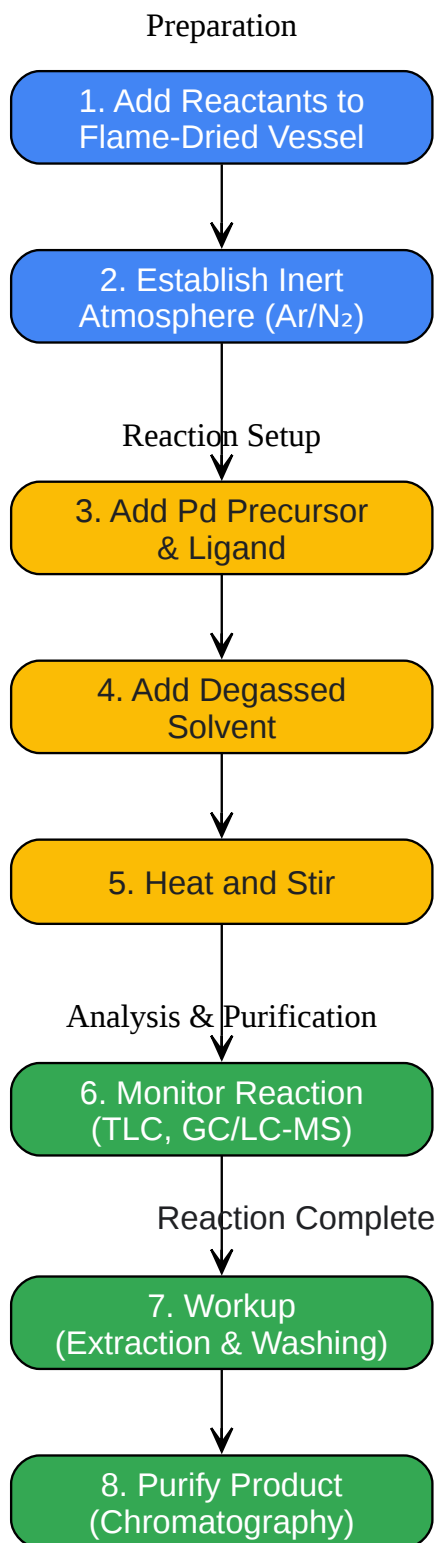 Preparation
1. Add Reactants to
Flame-Dried Vessel
2. Establish Inert
Atmosphere (Ar/N₂)
Reaction Setup
3. Add Pd Precursor
& Ligand
4. Add Degassed
Solvent
5. Heat and Stir
Analysis & Purification
6. Monitor Reaction
(TLC, GC/LC-MS)
Reaction Complete
7. Workup
(Extraction & Washing)
8. Purify Product
(Chromatography)